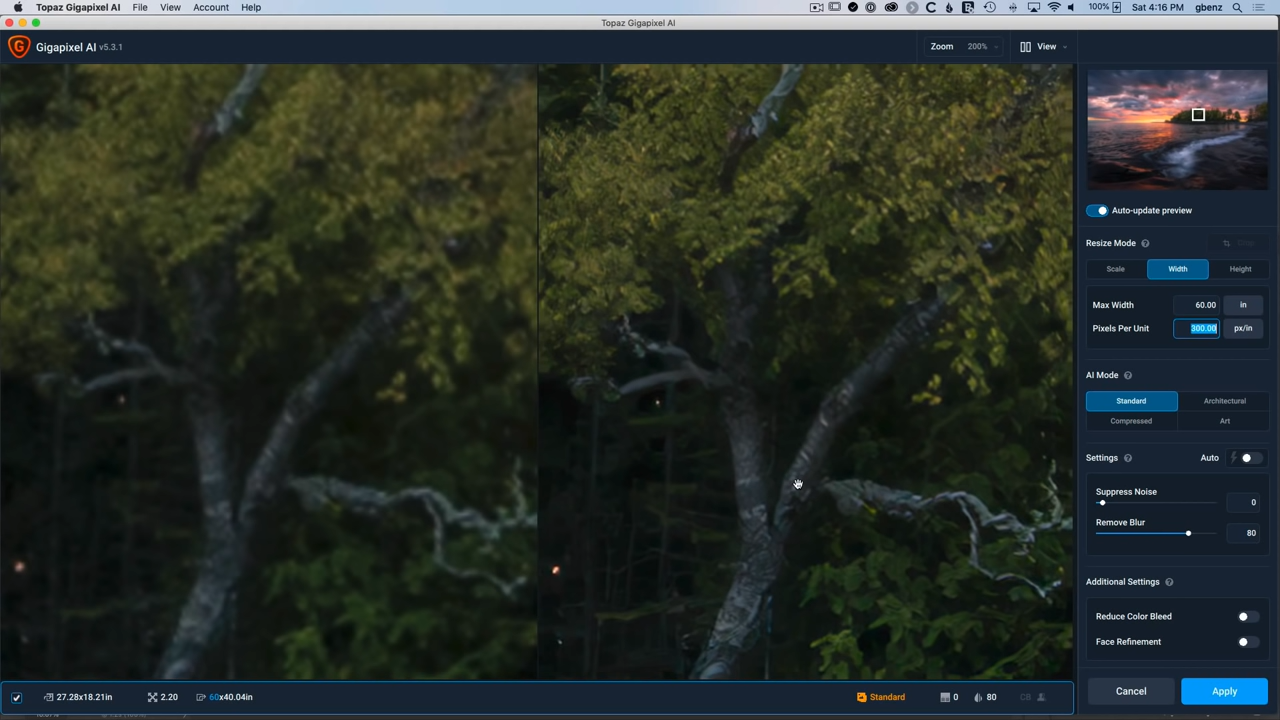 Topaz Gigapixel AI File View Account Help 100% Sat 4:16 PM gbenz
Topaz Gigapixel AI
Gigapixel AI v5.3.1 Zoom 200% View
Auto-update preview
Resize Mode
Scale Width Height
Max Width 60.00 in
Pixels Per Unit 300.00 px/in
AI Mode
Standard Architectural
Compressed Art
Settings Auto
Suppress Noise
0
Remove Blur
80
Additional Settings
Reduce Color Bleed
Face Refinement
27.28x18.21in 2.20 60x40.04in Standard 0 80 CB
Cancel Apply